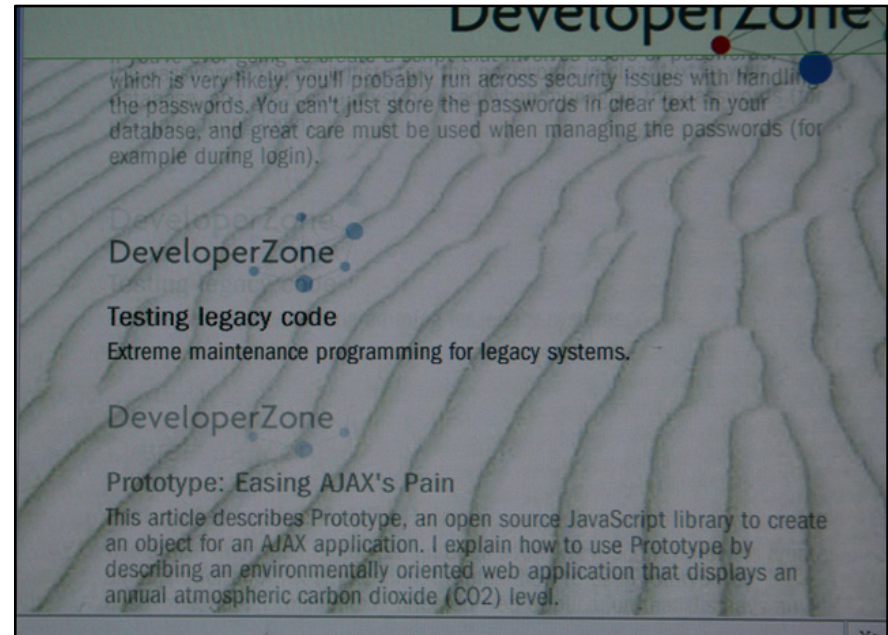 DeveloperZone
which is very likely, you'll probably run across security issues with handling
the passwords. You can't just store the passwords in clear text in your
database, and great care must be used when managing the passwords (for
example during login).
DeveloperZone
DeveloperZone
Testing legacy code
Extreme maintenance programming for legacy systems.
DeveloperZone
Prototype: Easing AJAX's Pain
This article describes Prototype, an open source JavaScript library to create
an object for an AJAX application. I explain how to use Prototype by
describing an environmentally oriented web application that displays an
annual atmospheric carbon dioxide (CO2) level.